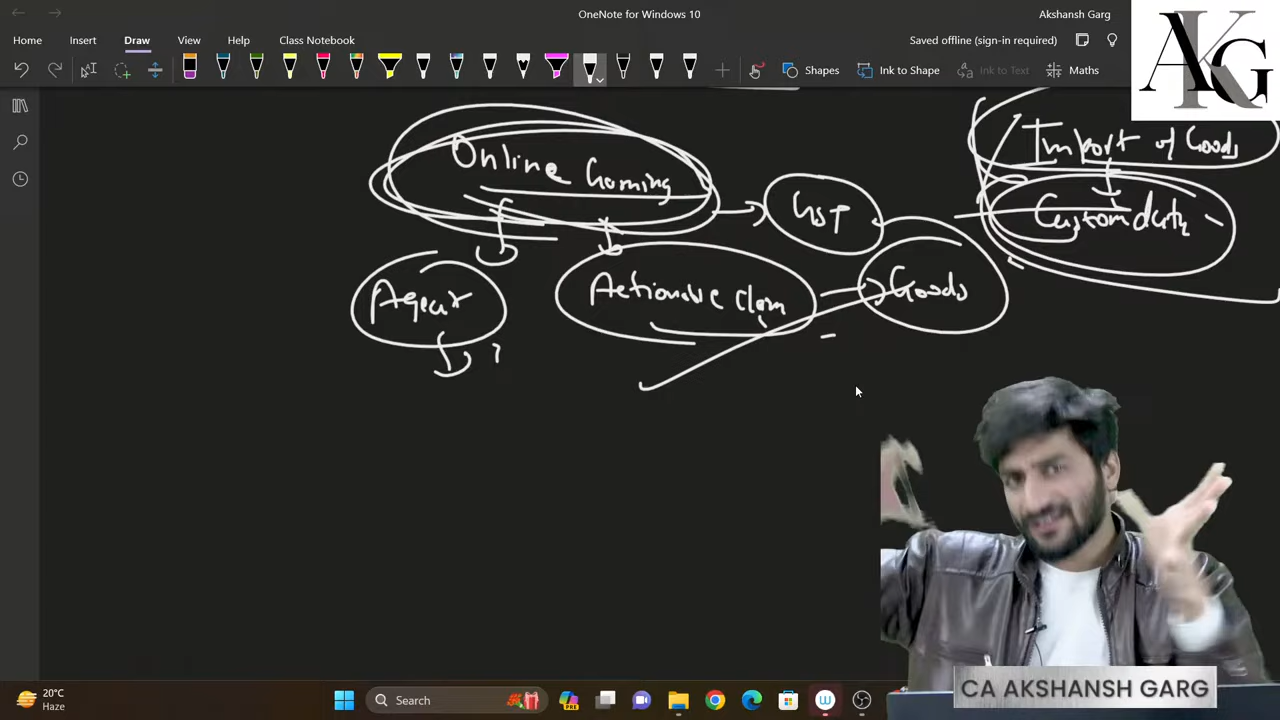 OneNote for Windows 10
Akshansh Garg
Home Insert Draw View Help Class Notebook
Saved offline (sign-in required)
Shapes Ink to Shape Ink to Text Maths
AKG
Online Gaming
GST
Import of Goods
Custom duty
Agent
Actionable Claim
Goods
?
CA AKSHANSH GARG
20°C
Haze
Search
PRE